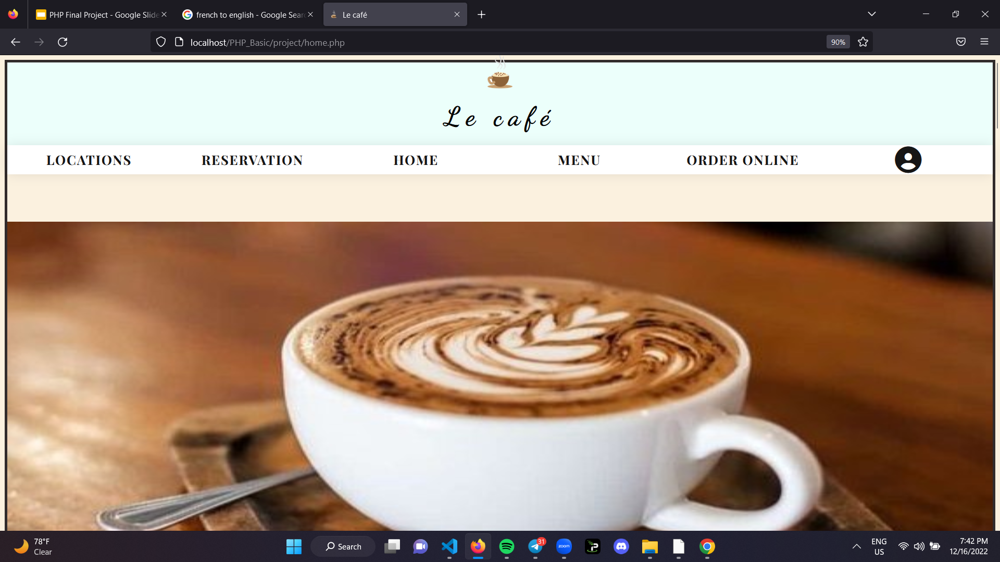 PHP Final Project - Google Slide
french to english - Google Sear
Le café
localhost/PHP_Basic/project/home.php
90%
Le café
LOCATIONS
RESERVATION
HOME
MENU
ORDER ONLINE
78°F
Clear
Search
31
zoom
ENG
US
7:42 PM
12/16/2022